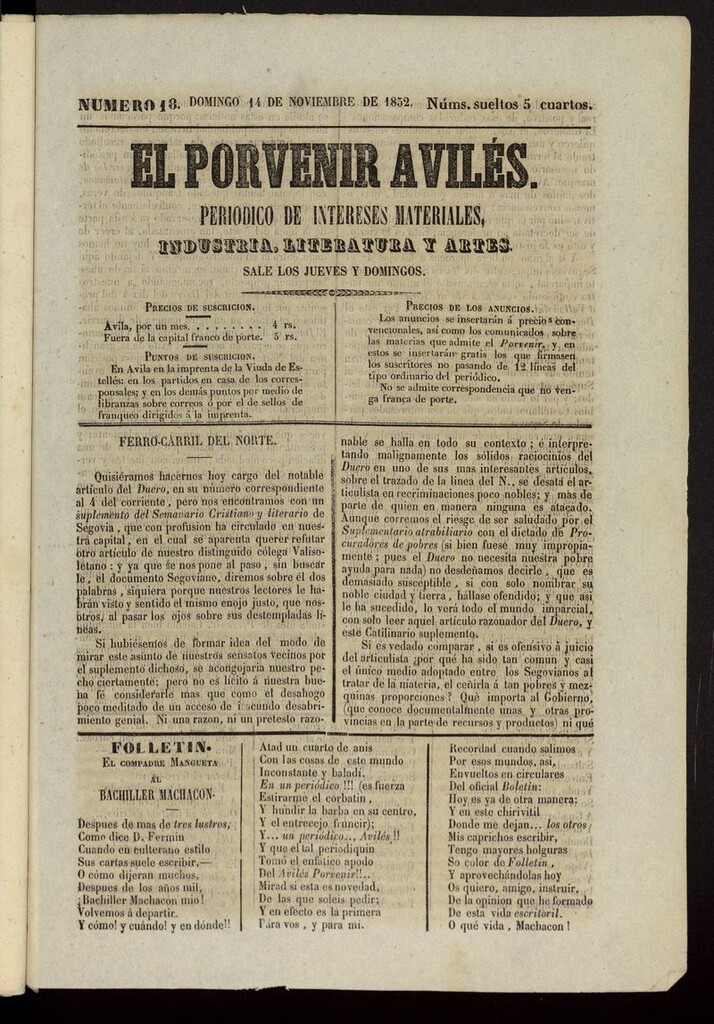 NUMERO 18. DOMINGO 14 DE NOVIEMBRE DE 1852. Núms. sueltos 5 cuartos.
EL PORVENIR AVILÉS.
PERIODICO DE INTERESES MATERIALES,
INDUSTRIA, LITERATURA Y ARTES.
SALE LOS JUEVES Y DOMINGOS.
PRECIOS DE SUSCRICION.
Avila, por un mes. . . . . . . . . 4 rs.
Fuera de la capital franco de porte. 5 rs.
PUNTOS DE SUSCRICION.
En Avila en la imprenta de la Viuda de Es-
tellés: en los partidos en casa de los corres-
ponsales; y en los demás puntos por medio de
libranzas sobre correos ó por el de sellos de
franqueo dirigidos á la imprenta.
PRECIOS DE LOS ANUNCIOS.
Los anuncios se insertarán á precios con-
vencionales, así como los comunicados sobre
las materias que admite el Porvenir, y en
estos se insertarán gratis los que firmasen
los suscritores no pasando de 12 líneas del
tipo ordinario del periódico.
No se admite correspondencia que no ven-
ga franca de porte.
FERRO-CARRIL DEL NORTE.
Quisiéramos hacernos hoy cargo del notable
artículo del Duero, en su número correspondiente
al 4 del corriente, pero nos encontramos con un
suplemento del Semanario Cristiano y literario de
Segovia, que con profusion ha circulado en nues-
tra capital, en el cual se aparenta querer refutar
otro artículo de nuestro distinguido cólega Valiso-
letano: y ya que se nos pone al paso, sin buscar
le, el documento Segoviano, diremos sobre él dos
palabras, siquiera porque nuestros lectores le ha-
brán visto y sentido el mismo enojo justo, que nos-
otros, al pasar los ojos sobre sus destempladas lí-
neas.
Si hubiésemos de formar idea del modo de
mirar este asunto de nuestros sensatos vecinos por
el suplemento dichoso, se acongojaria nuestro pe-
cho ciertamente; pero no es lícito á nuestra bue-
na fé considerarle mas que como el desahogo
poco meditado de un acceso de iracundo desabri-
miento genial. Ni una razon, ni un pretesto razo-
nable se halla en todo su contexto; é interpre-
tando malignamente los sólidos raciocinios del
Duero en uno de sus mas interesantes artículos,
sobre el trazado de la línea del N., se desata el ar-
ticulista en recriminaciones poco nobles; y mas de
parte de quien en manera ninguna es atacado.
Aunque corremos el riesgo de ser saludado por el
Suplementario atrabiliario con el dictado de Pro-
curadores de pobres (si bien fuese muy impropia-
mente; pues el Duero no necesita nuestra pobre
ayuda para nada) no desdeñamos decirle, que es
demasiado susceptible, si con solo nombrar su
noble ciudad y tierra, hállase ofendido; y que así
le ha sucedido, lo verá todo el mundo imparcial,
con solo leer aquel artículo razonador del Duero, y
este Catilinario suplemento.
Si es vedado comparar, si es ofensivo á juicio
del articulista ¿por qué ha sido tan comun y casi
el único medio adoptado entre los Segovianos al
tratar de la materia, el ceñirla á tan pobres y mez-
quinas proporciones? Qué importa al Gobierno,
(que conoce documentalmente unas y otras pro-
vincias en la parte de recursos y productos) ni qué
FOLLETIN.
EL COMPADRE MANGUETA
AL
BACHILLER MACHACON.
Despues de mas de tres lustros,
Como dice D. Fermin
Cuando en culterano estilo
Sus cartas suele escribir,—
O cómo dijeran muchos,
Despues de los años mil,
¡Bachiller Machacon mio!
Volvemos á departir.
Y cómo! y cuándo! y en dónde!!
Atad un cuarto de anis
Con las cosas de este mundo
Inconstante y baladí.
En un periódico!!! (es fuerza
Estirarme el corbatin,
Y hundir la barba en su centro,
Y el entrecejo fruncir);
Y... un periódico... Avilés!!
Y que el tal periodiquin
Tomó el enfático apodo
Del Avilés Porvenir!!..
Mirad si esta es novedad,
De las que soleis pedir;
Y en efecto es la primera
Para vos, y para mí.
Recordad cuando salimos
Por esos mundos, así,
Envueltos en circulares
Del oficial Boletin:
Hoy es ya de otra manera;
Y en este chirivitil
Donde me dejan... los otros
Mis caprichos escribir,
Tengo mayores holguras
So color de Folletin,
Y aprovechándolas hoy
Os quiero, amigo, instruir,
De la opinion que he formado
De esta vida escritoril.
O qué vida, Machacon!